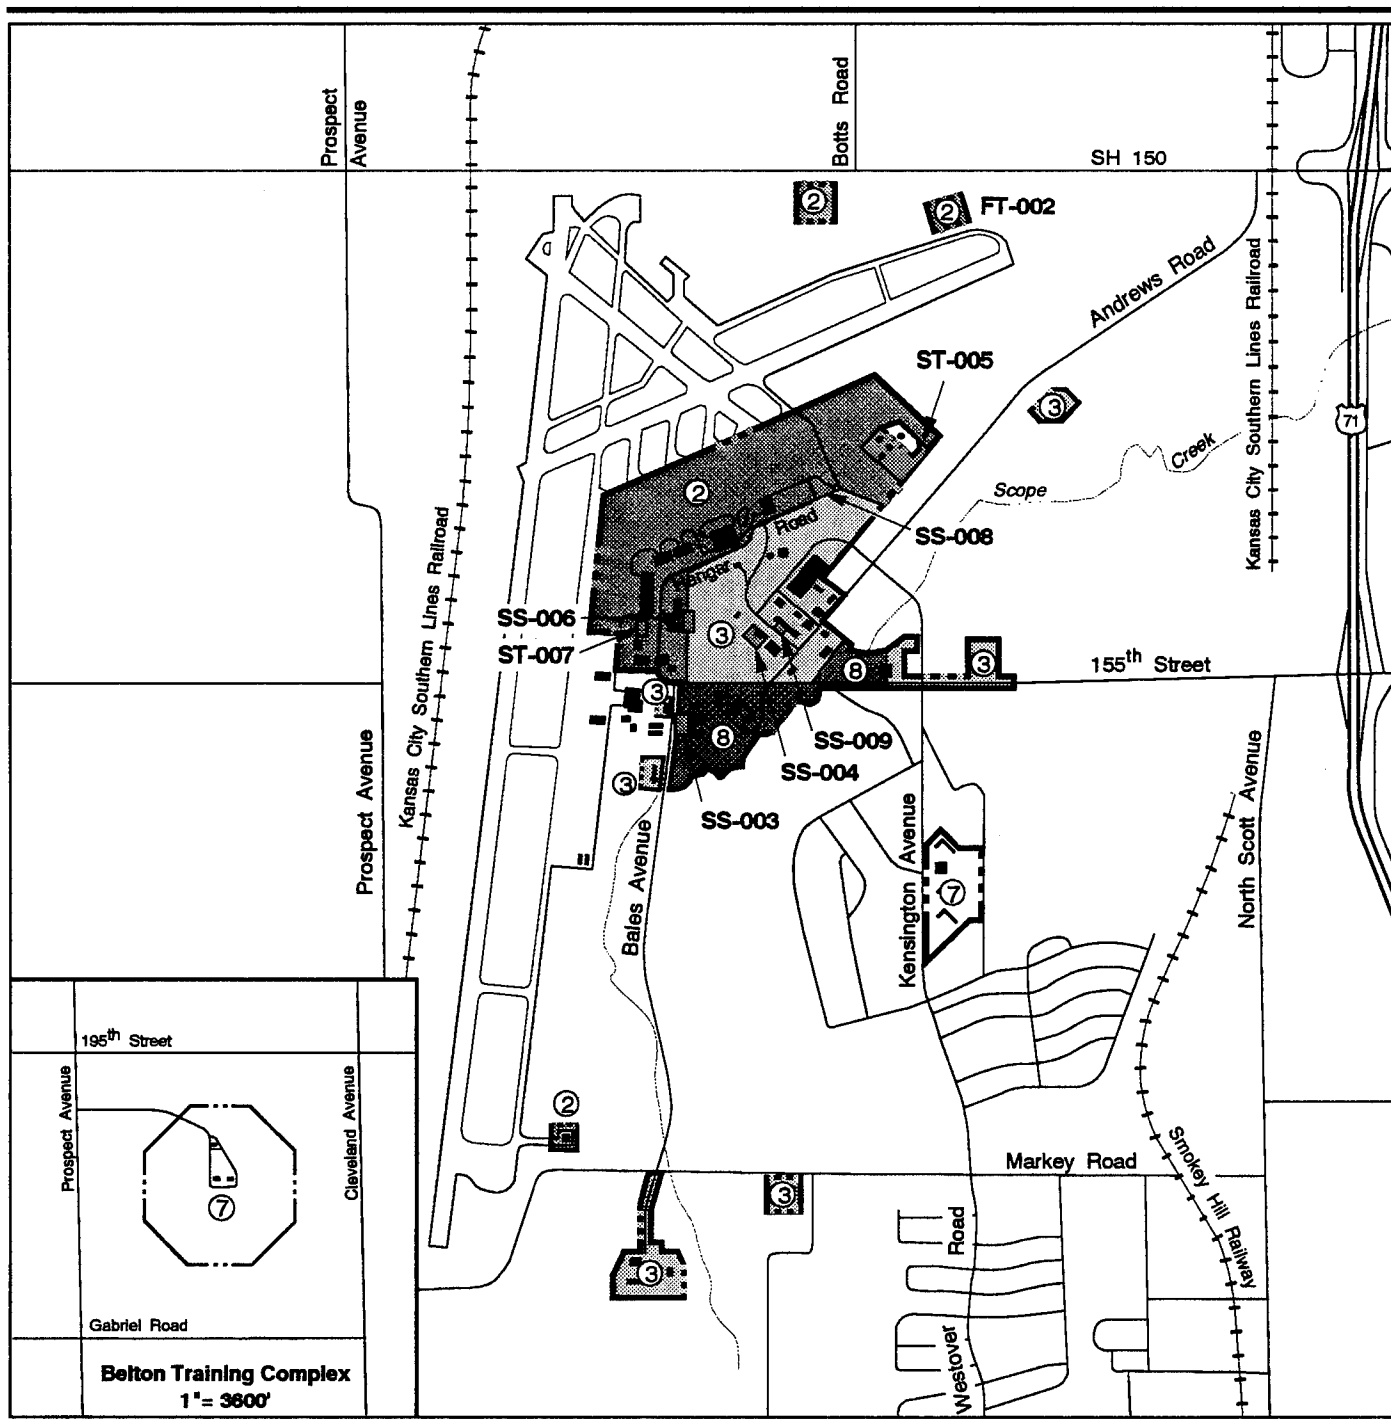 Prospect
Avenue
Botts Road
SH 150
2
2
FT-002
Andrews Road
Kansas City Southern Lines Railroad
ST-005
3
71
Creek
Scope
2
Road
SS-008
Hangar
Kansas City Southern Lines Railroad
SS-006
3
ST-007
8
3
155th Street
3
8
SS-009
SS-004
3
SS-003
Prospect Avenue
Bales Avenue
Kensington Avenue
7
North Scott Avenue
195th Street
Prospect Avenue
Cleveland Avenue
7
Gabriel Road
Belton Training Complex
1"= 3600'
2
Markey Road
3
3
Smokey Hill Railway
Westover Road